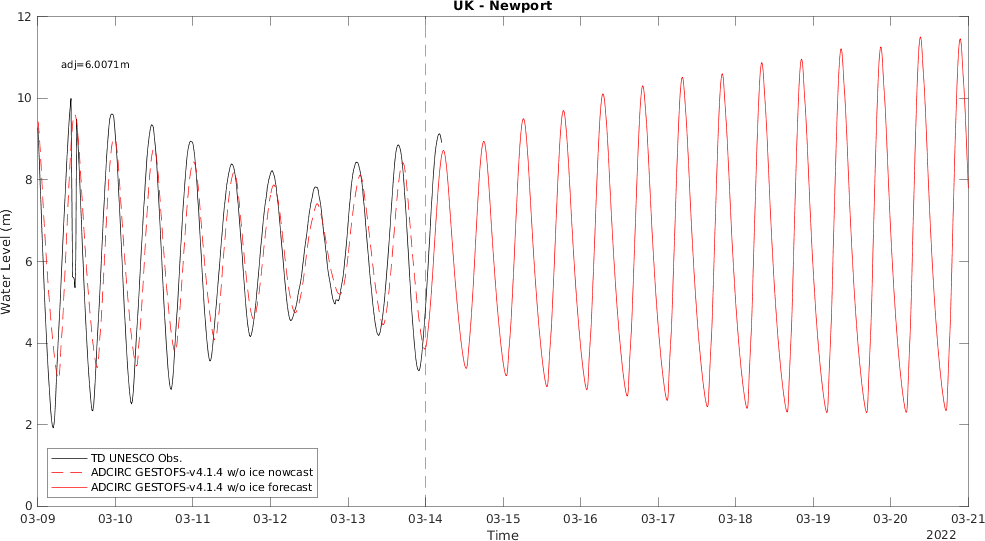 UK - Newport
adj=6.0071m
Water Level (m)
12
10
8
6
4
2
0
TD UNESCO Obs.
ADCIRC GESTOFS-v4.1.4 w/o ice nowcast
ADCIRC GESTOFS-v4.1.4 w/o ice forecast
03-09 03-10 03-11 03-12 03-13 03-14 03-15 03-16 03-17 03-18 03-19 03-20 03-21
Time
2022